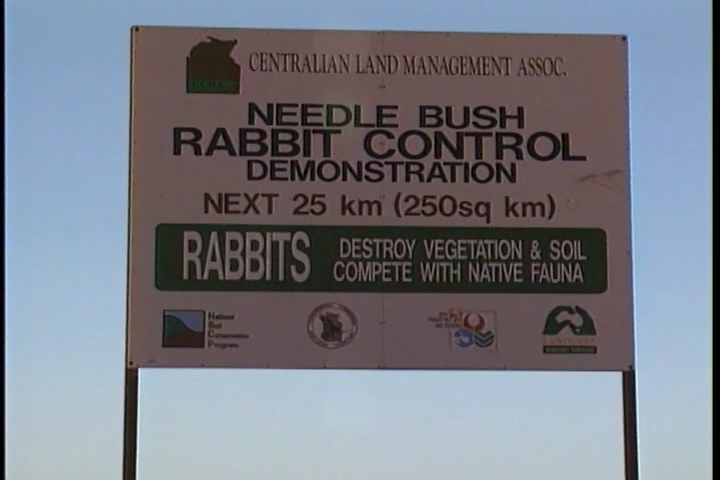 CENTRALIAN LAND MANAGEMENT ASSOC.
NEEDLE BUSH
RABBIT CONTROL
DEMONSTRATION
NEXT 25 km (250sq km)
RABBITS
DESTROY VEGETATION & SOIL
COMPETE WITH NATIVE FAUNA
National
Soil
Conservation
Program
LANDCARE